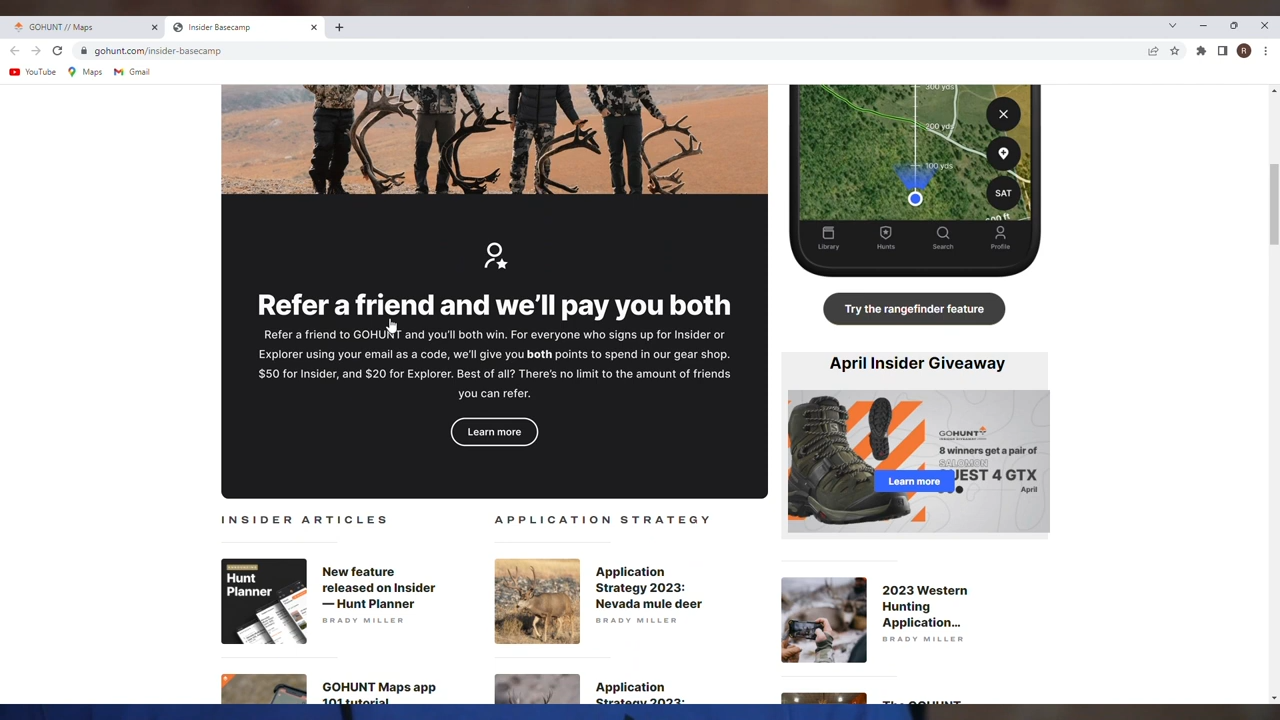 GOHUNT // Maps
Insider Basecamp
gohunt.com/insider-basecamp
R
YouTube
Maps
Gmail
300 yds
200 yds
100 yds
SAT
Library
Hunts
Search
Profile
Refer a friend and we'll pay you both
Refer a friend to GOHUNT and you'll both win. For everyone who signs up for Insider or
Explorer using your email as a code, we'll give you both points to spend in our gear shop.
$50 for Insider, and $20 for Explorer. Best of all? There's no limit to the amount of friends
you can refer.
Learn more
Try the rangefinder feature
April Insider Giveaway
GOHUNT
8 winners get a pair of
SALOMON
QUEST 4 GTX
Learn more
April
INSIDER ARTICLES
Hunt
Planner
New feature
released on Insider
— Hunt Planner
BRADY MILLER
GOHUNT Maps app
101 tutorial
APPLICATION STRATEGY
Application
Strategy 2023:
Nevada mule deer
BRADY MILLER
Application
Strategy 2023:
2023 Western
Hunting
Application...
BRADY MILLER
The GOHUNT